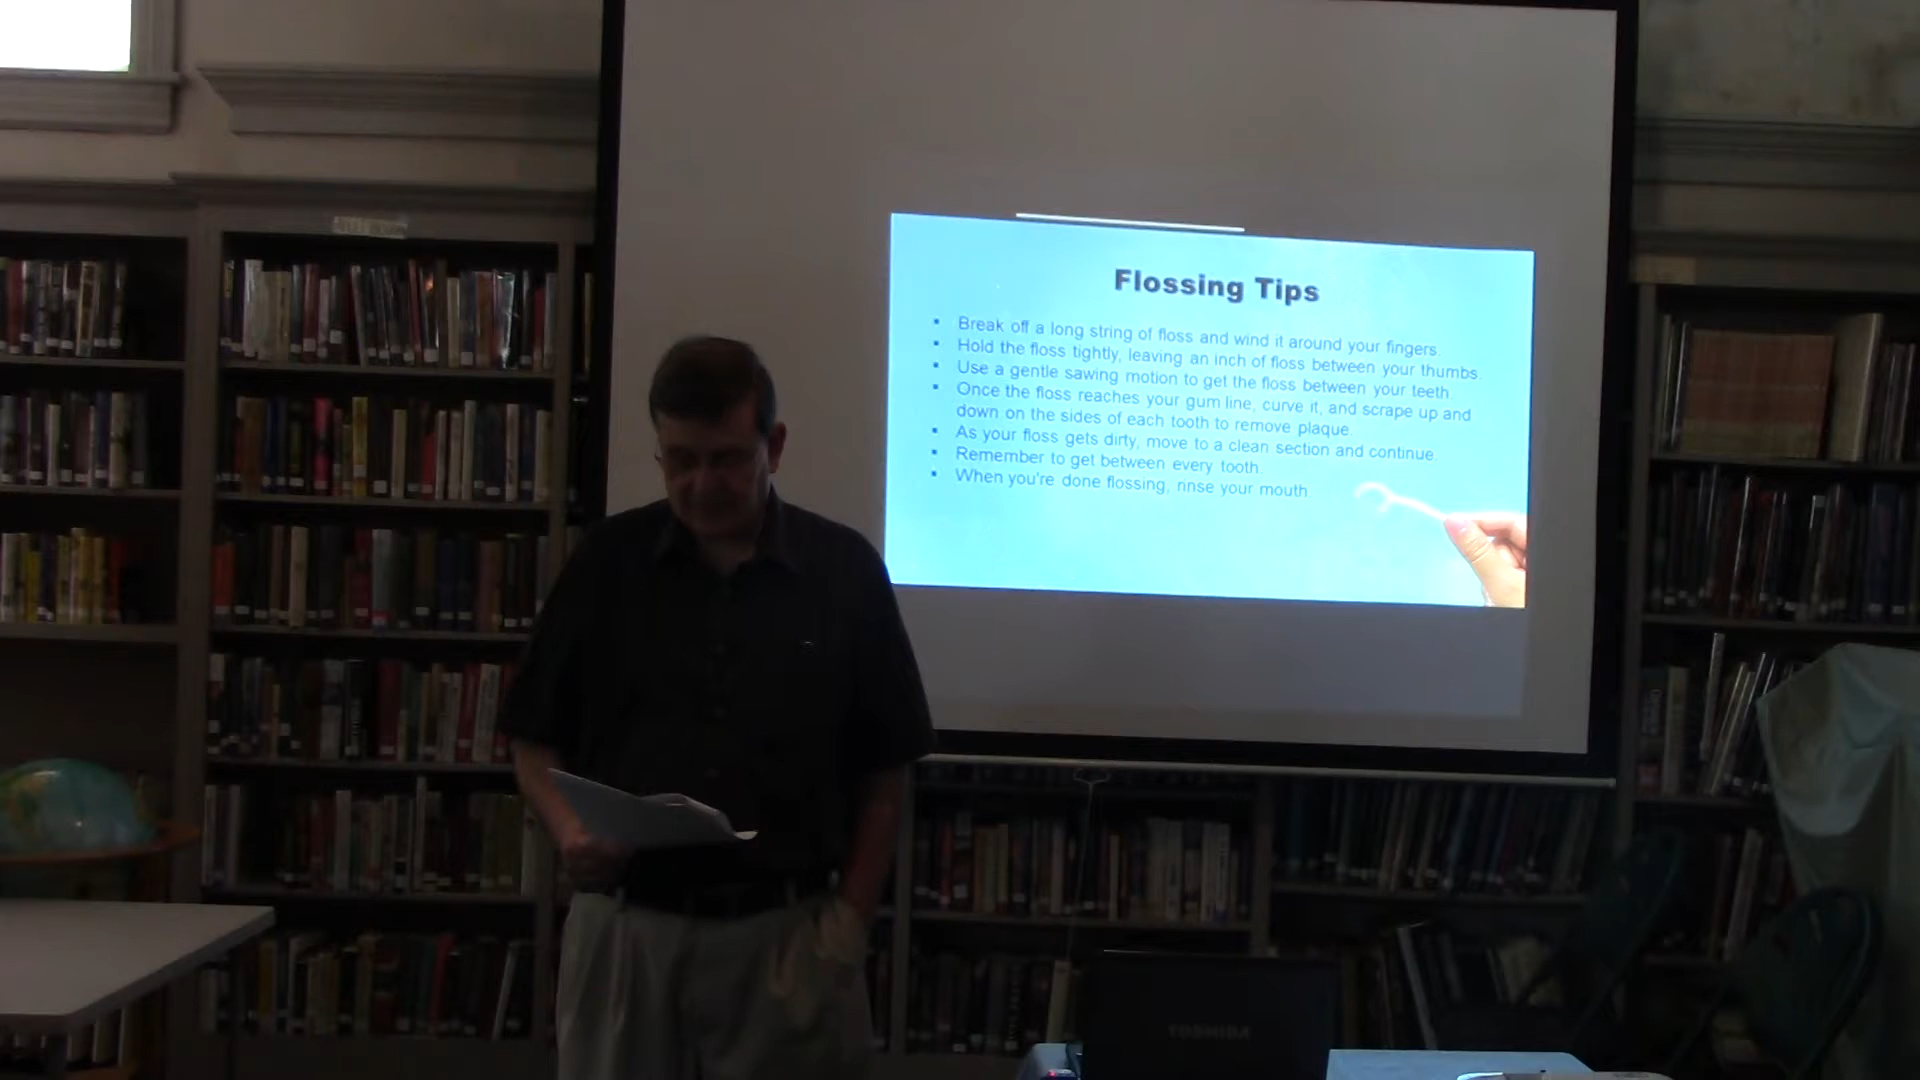 Flossing Tips
▪ Break off a long string of floss and wind it around your fingers.
▪ Hold the floss tightly, leaving an inch of floss between your thumbs.
▪ Use a gentle sawing motion to get the floss between your teeth.
▪ Once the floss reaches your gum line, curve it, and scrape up and
down on the sides of each tooth to remove plaque.
▪ As your floss gets dirty, move to a clean section and continue.
▪ Remember to get between every tooth.
▪ When you're done flossing, rinse your mouth
TOSHIBA